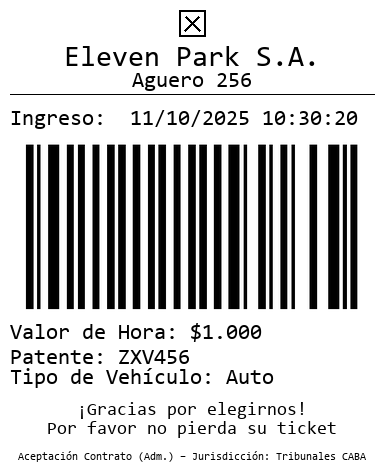 Eleven Park S.A.
Aguero 256
Ingreso: 11/10/2025 10:30:20
Valor de Hora: $1.000
Patente: ZXV456
Tipo de Vehículo: Auto
¡Gracias por elegirnos!
Por favor no pierda su ticket
Aceptación Contrato (Adm.) – Jurisdicción: Tribunales CABA